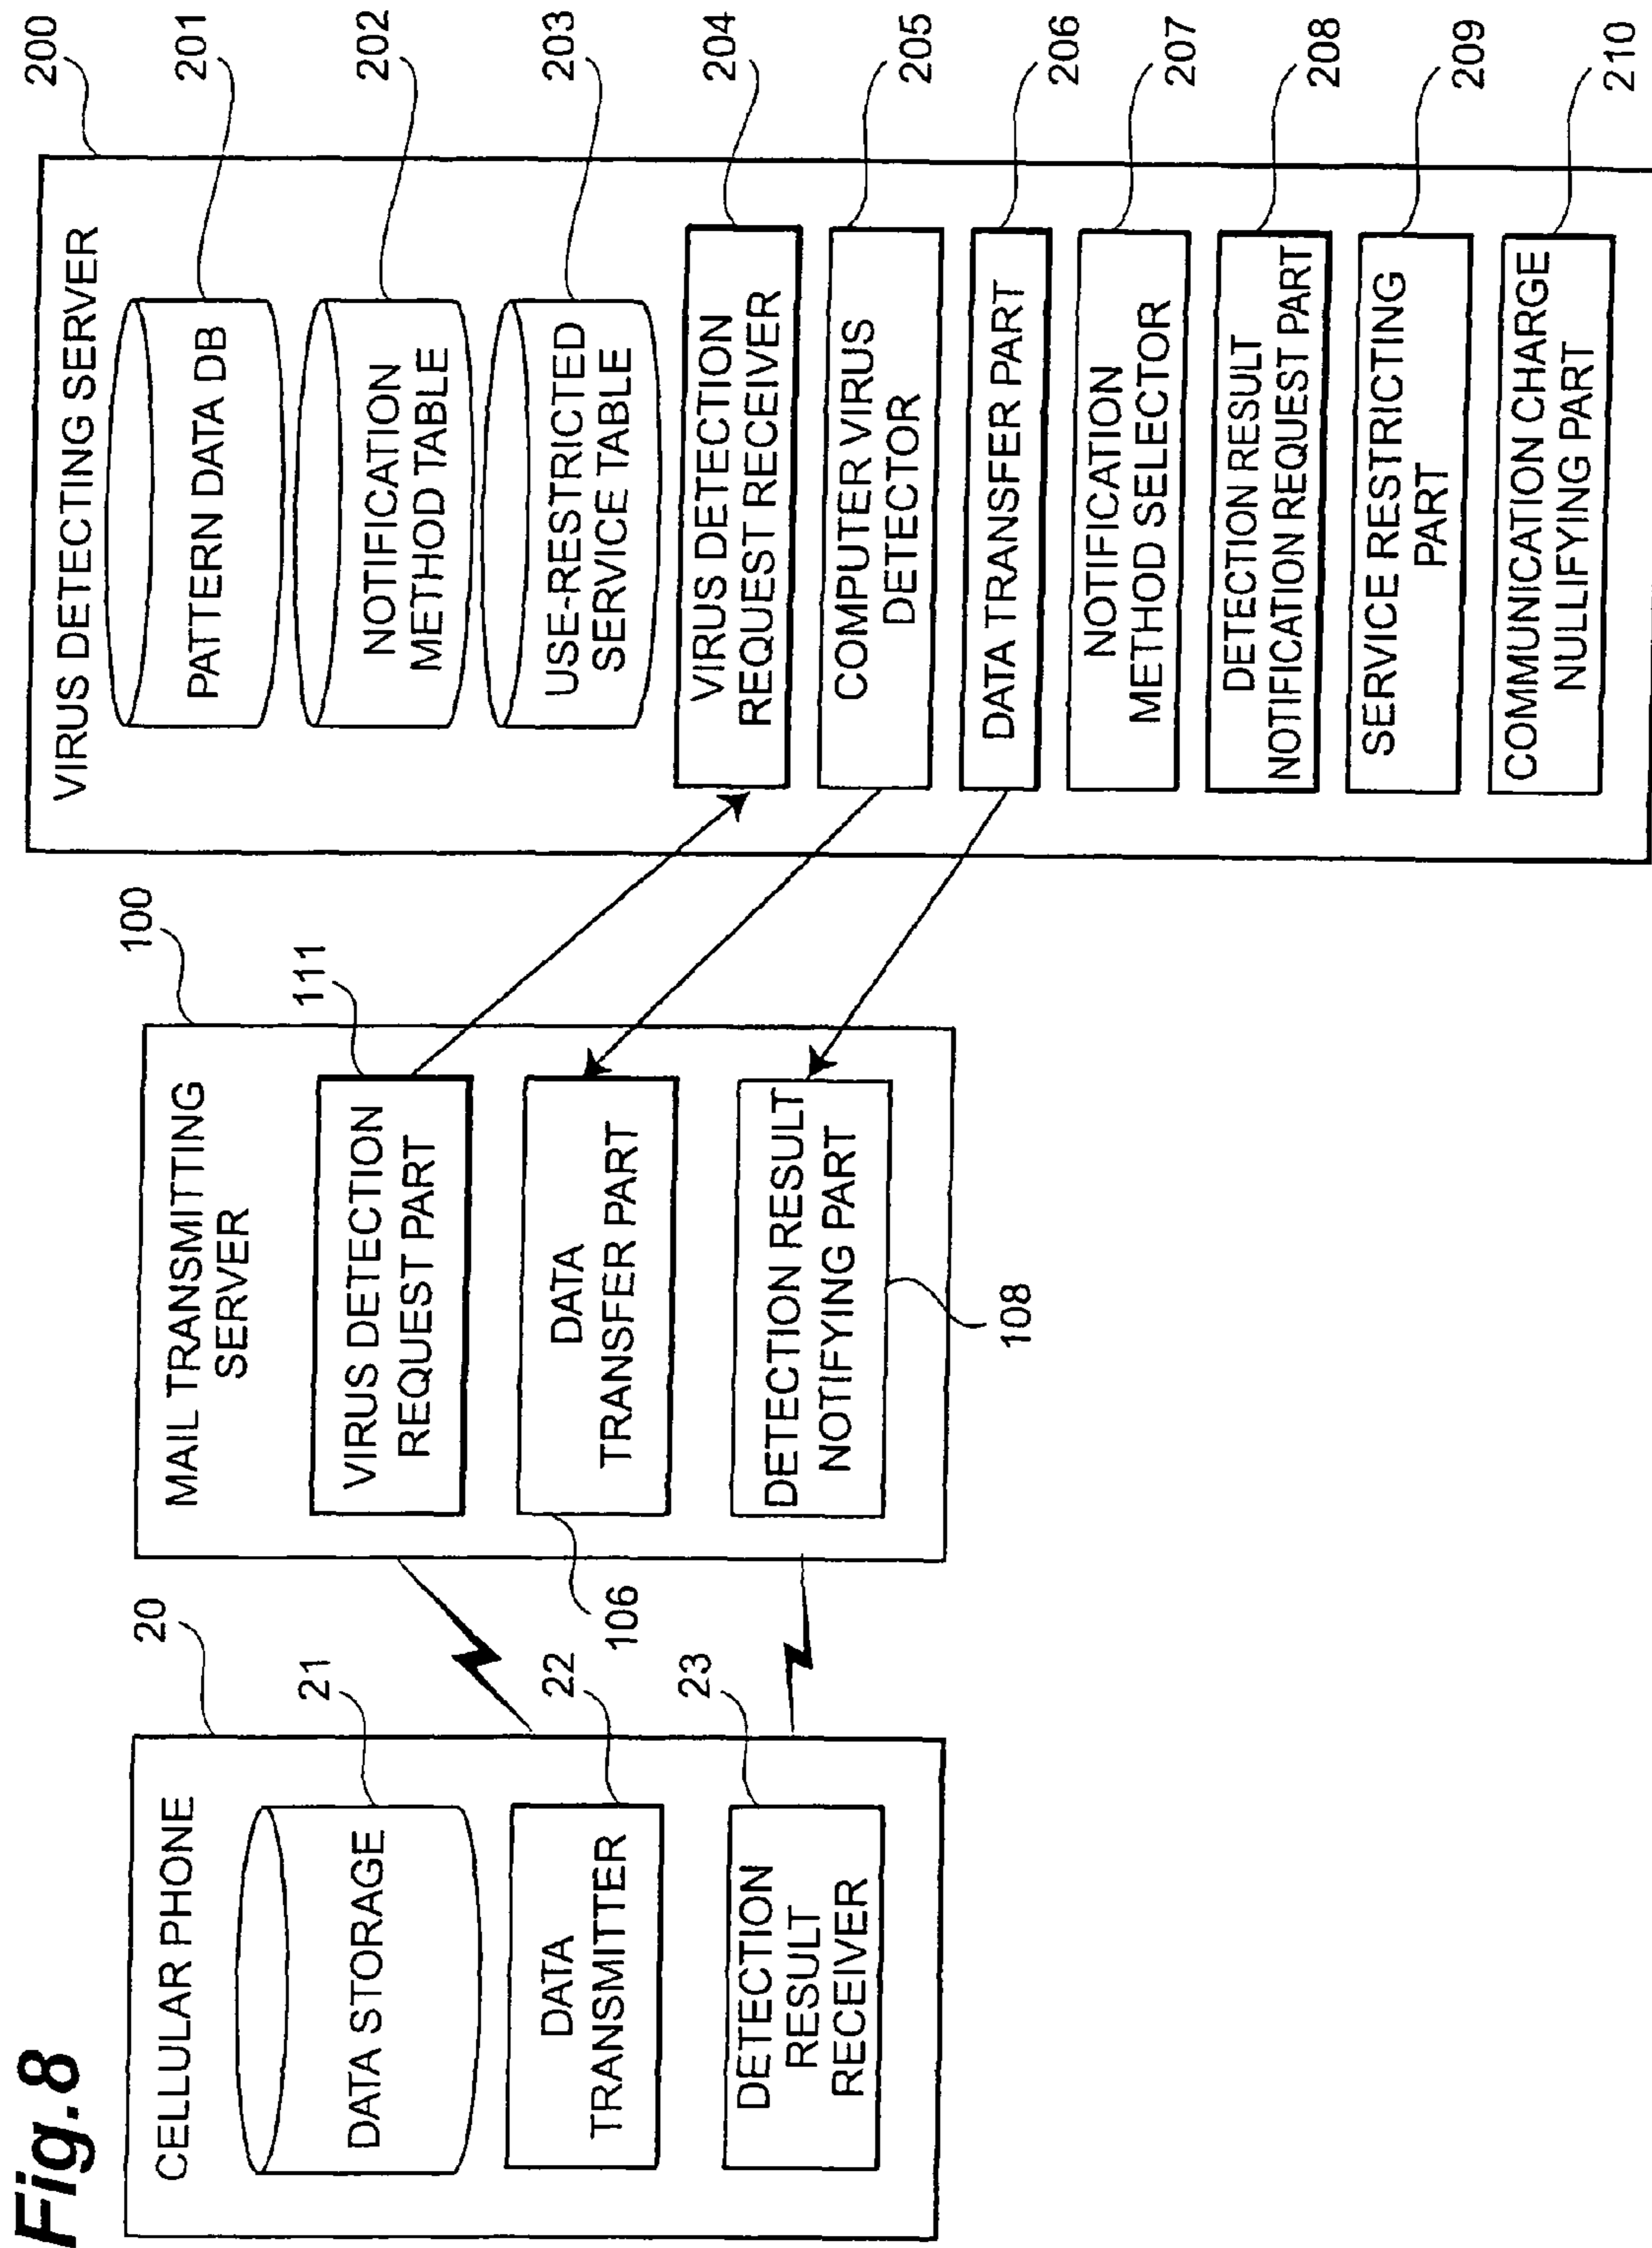 Fig.8
CELLULAR PHONE
20
DATA STORAGE
21
DATA
TRANSMITTER
22
DETECTION
RESULT
RECEIVER
23
MAIL TRANSMITTING
SERVER
100
VIRUS DETECTION
REQUEST PART
111
DATA
TRANSFER PART
106
DETECTION RESULT
NOTIFYING PART
108
VIRUS DETECTING SERVER
200
PATTERN DATA DB
201
NOTIFICATION
METHOD TABLE
202
USE-RESTRICTED
SERVICE TABLE
203
VIRUS DETECTION
REQUEST RECEIVER
204
COMPUTER VIRUS
DETECTOR
205
DATA TRANSFER PART
206
NOTIFICATION
METHOD SELECTOR
207
DETECTION RESULT
NOTIFICATION REQUEST PART
208
SERVICE RESTRICTING
PART
209
COMMUNICATION CHARGE
NULLIFYING PART
210